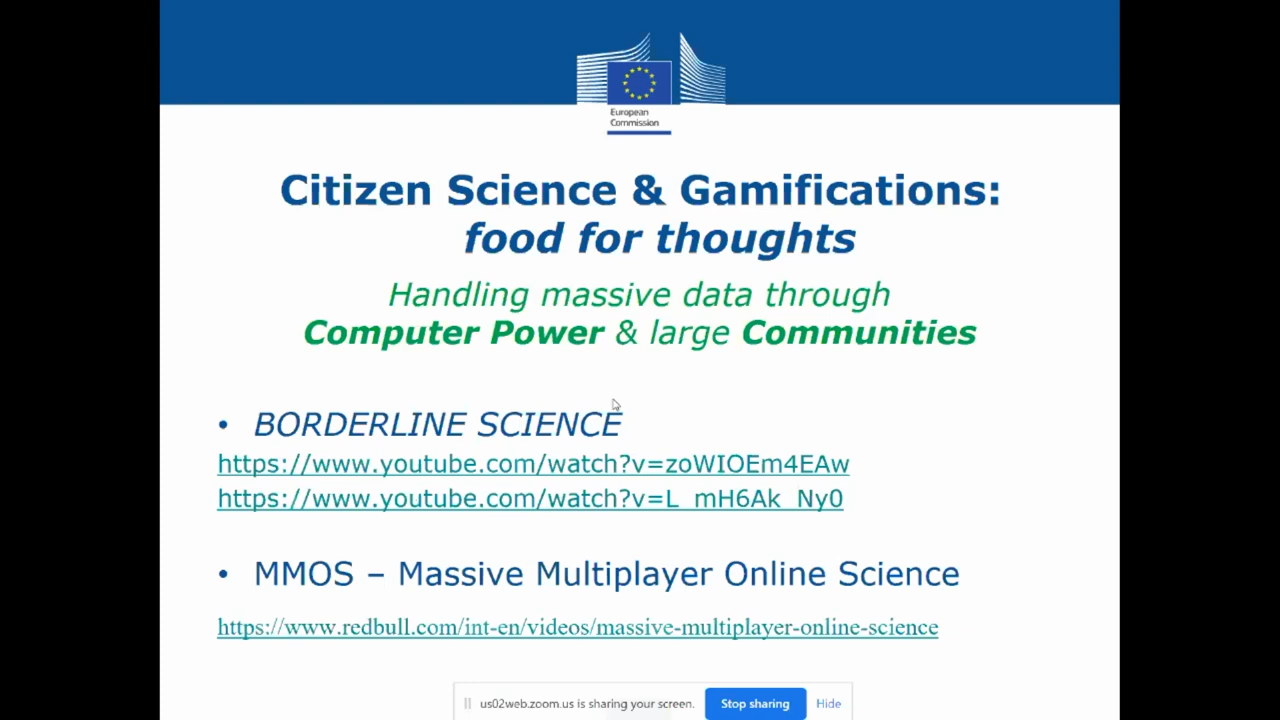 European
Commission
Citizen Science & Gamifications:
food for thoughts
Handling massive data through
Computer Power & large Communities
• BORDERLINE SCIENCE
https://www.youtube.com/watch?v=zoWIOEm4EAw
https://www.youtube.com/watch?v=L_mH6Ak_Ny0
• MMOS – Massive Multiplayer Online Science
https://www.redbull.com/int-en/videos/massive-multiplayer-online-science
us02web.zoom.us is sharing your screen. Stop sharing Hide